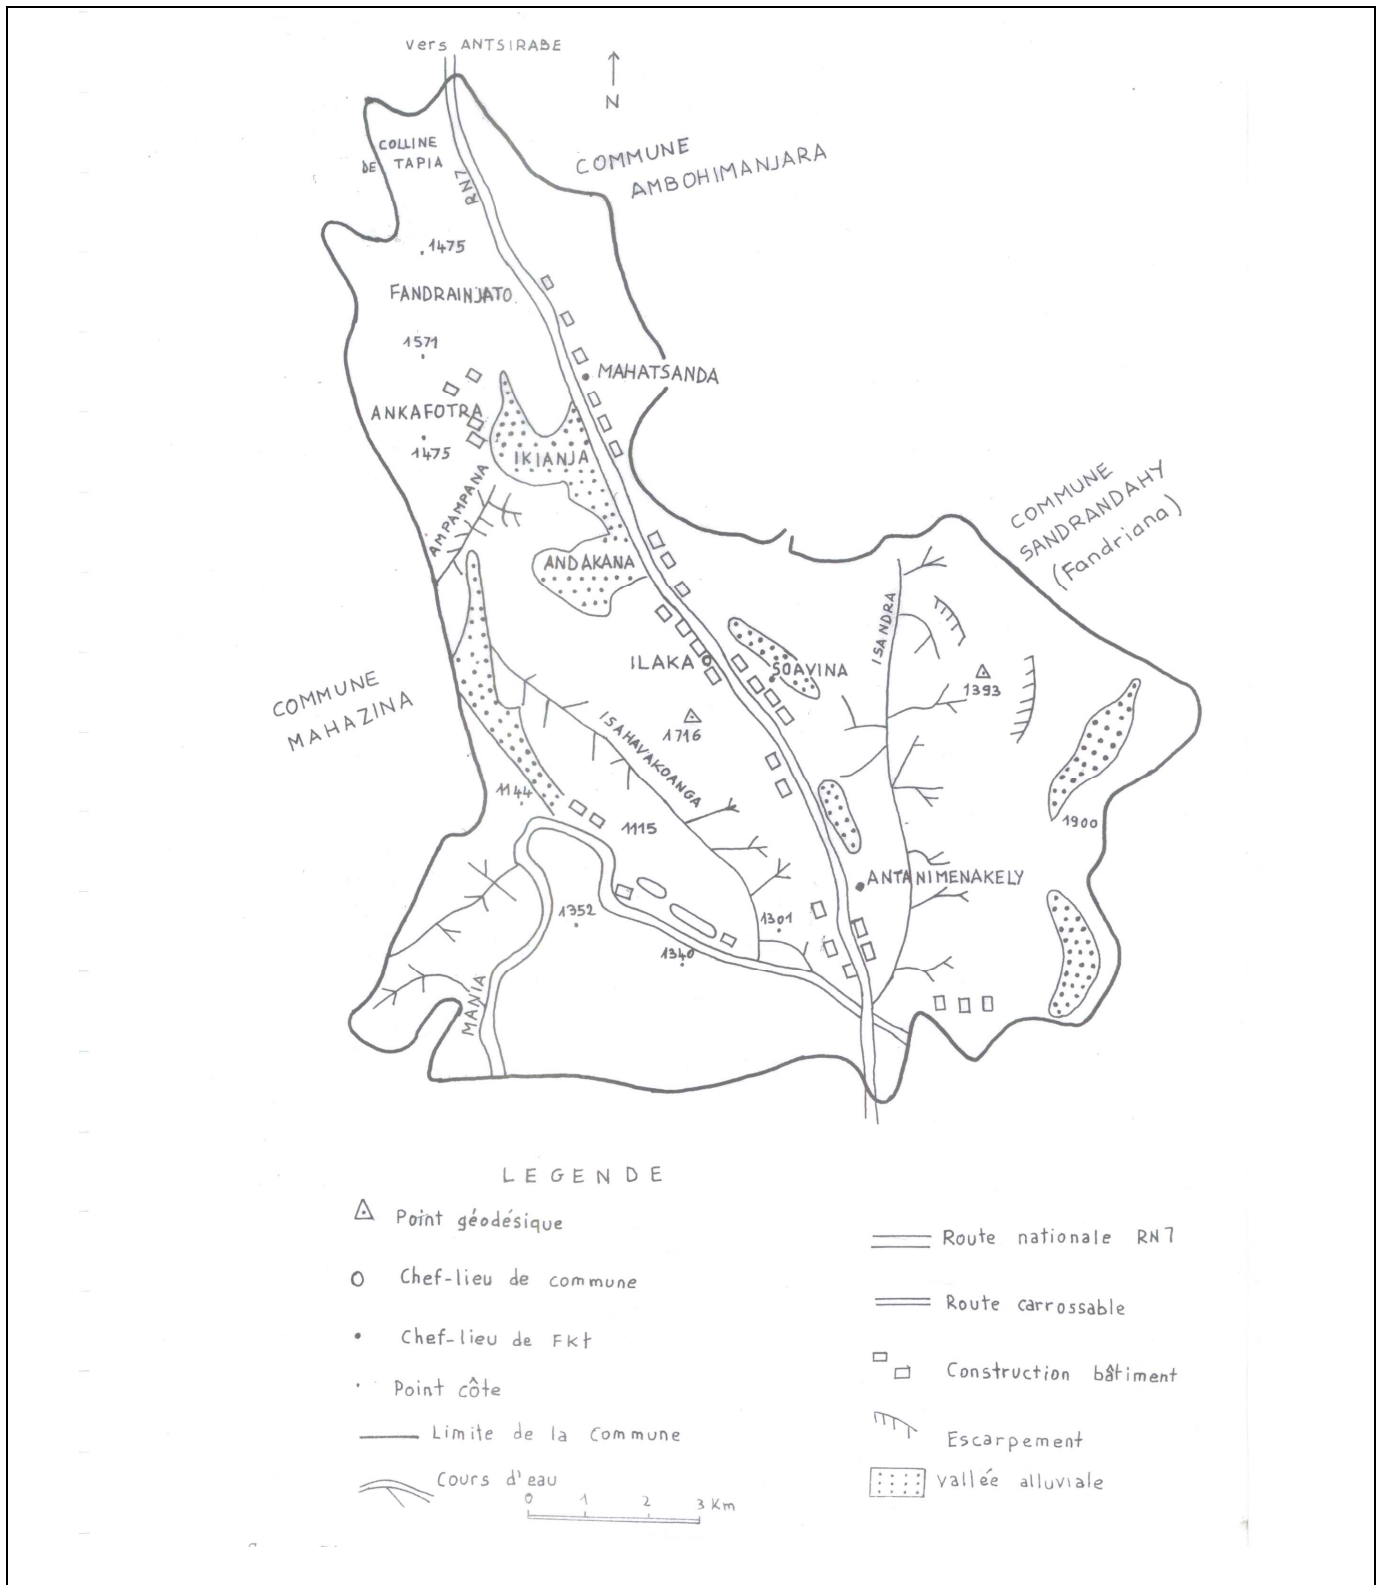 vers ANTSIRABE
N
COLLINE
DE TAPIA
RN7
COMMUNE
AMBOHIMANJARA
1475
FANDRAINJATO
1571
MAHATSANDA
ANKAFOTRA
1475
IKIANJA
AMPAMPANA
ANDAKANA
COMMUNE
SANDRANDAHY
(Fandriana)
ISANDRA
ILAKA
SOAVINA
1393
COMMUNE
MAHAZINA
1716
ISAHAVAKOANGA
1144
1115
1900
ANTANIMENAKELY
1352
1301
1340
MANIA
LEGENDE
Point géodésique
Chef-lieu de commune
Chef-lieu de FKt
Point côte
Limite de la Commune
Cours d'eau
0 1 2 3 Km
Route nationale RN7
Route carrossable
Construction bâtiment
Escarpement
vallée alluviale